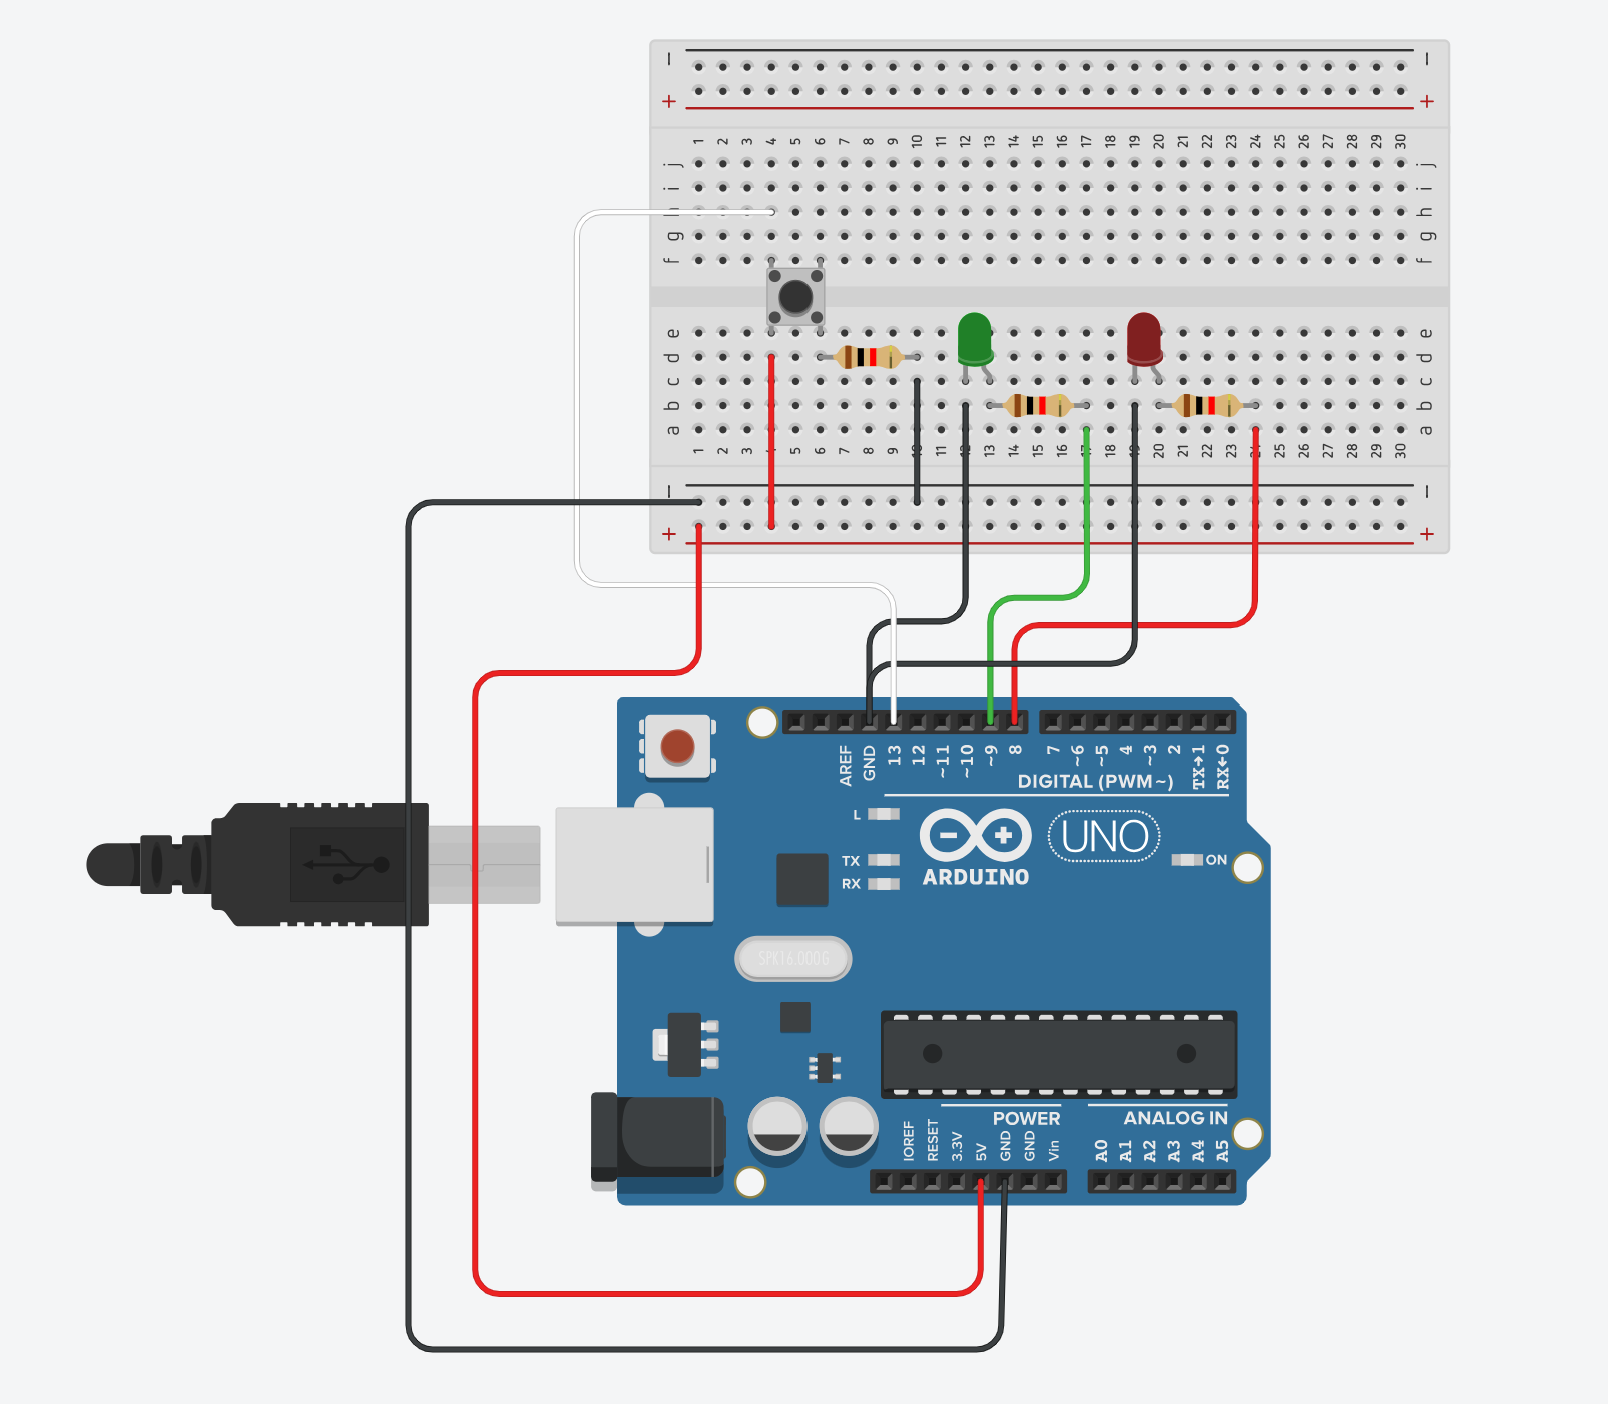 − −
+ +
1 2 3 4 5 6 7 8 9 10 11 12 13 14 15 16 17 18 19 20 21 22 23 24 25 26 27 28 29 30
j j
i i
h h
g g
f f
e e
d d
c c
b b
a a
1 2 3 4 5 6 7 8 9 10 11 12 13 14 15 16 17 18 19 20 21 22 23 24 25 26 27 28 29 30
− −
+ +
AREF GND 13 12 ~11 ~10 ~9 8 7 ~6 ~5 4 ~3 2 TX→1 RX←0
DIGITAL (PWM~)
L
UNO
TX ON
RX ARDUINO
SPK16.000G
POWER ANALOG IN
IOREF RESET 3.3V 5V GND GND Vin A0 A1 A2 A3 A4 A5